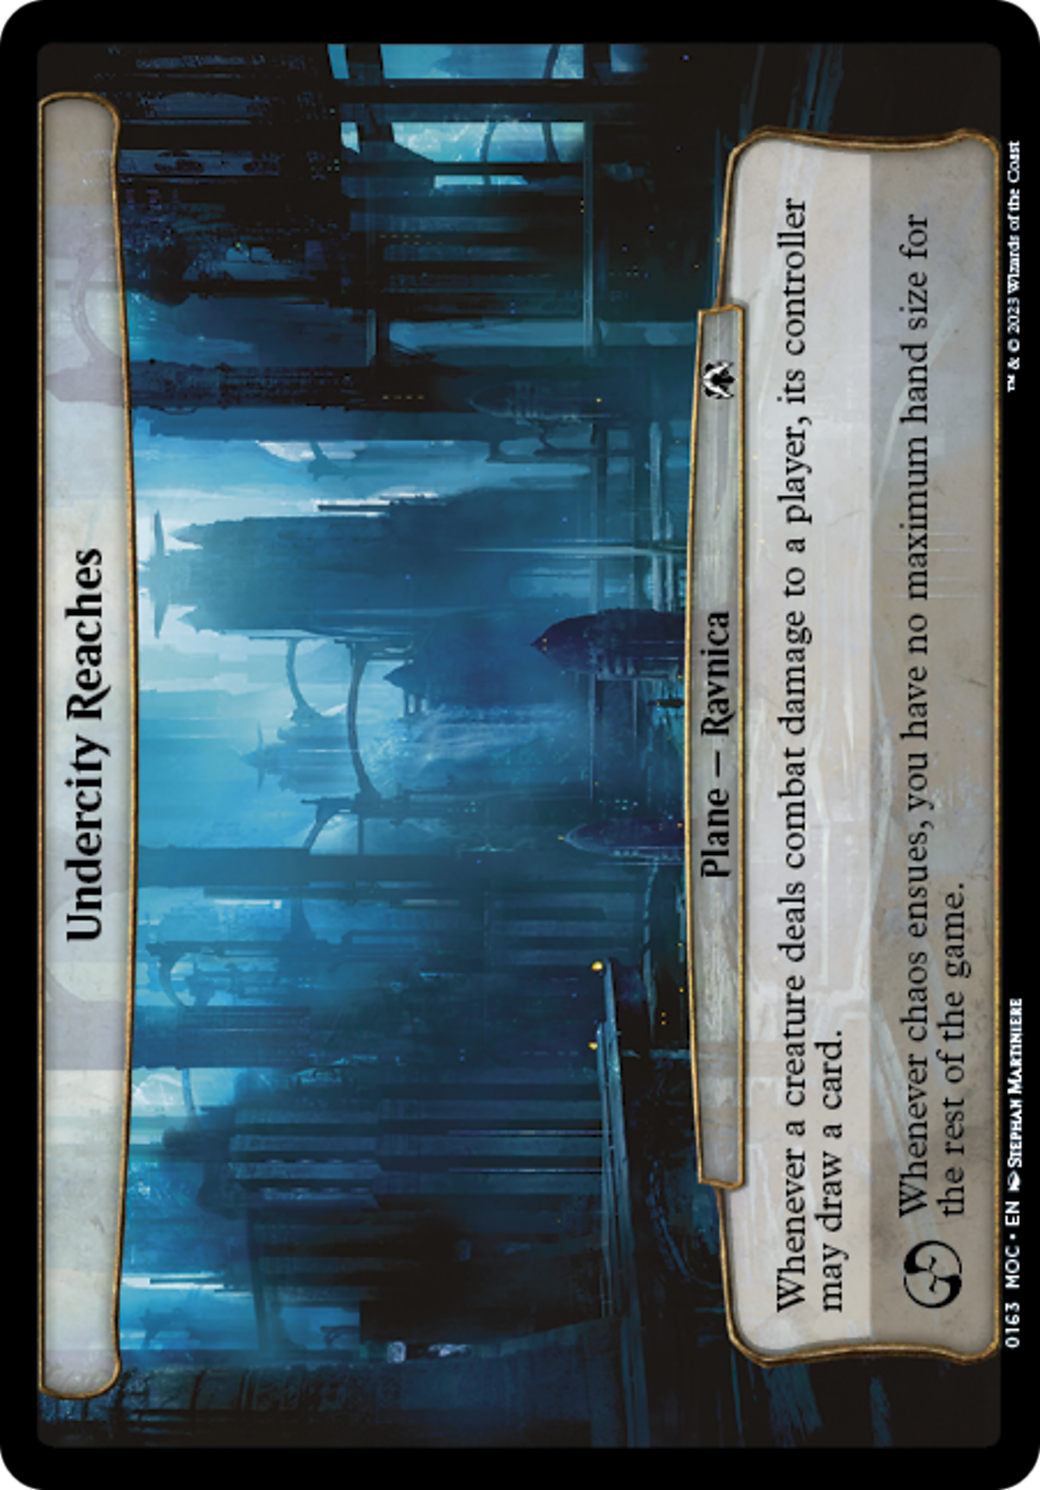 Undercity Reaches
Plane — Ravnica
Whenever a creature deals combat damage to a player, its controller
may draw a card.
Whenever chaos ensues, you have no maximum hand size for
the rest of the game.
0163 MOC • EN Stephan Martiniere
™ & © 2023 Wizards of the Coast